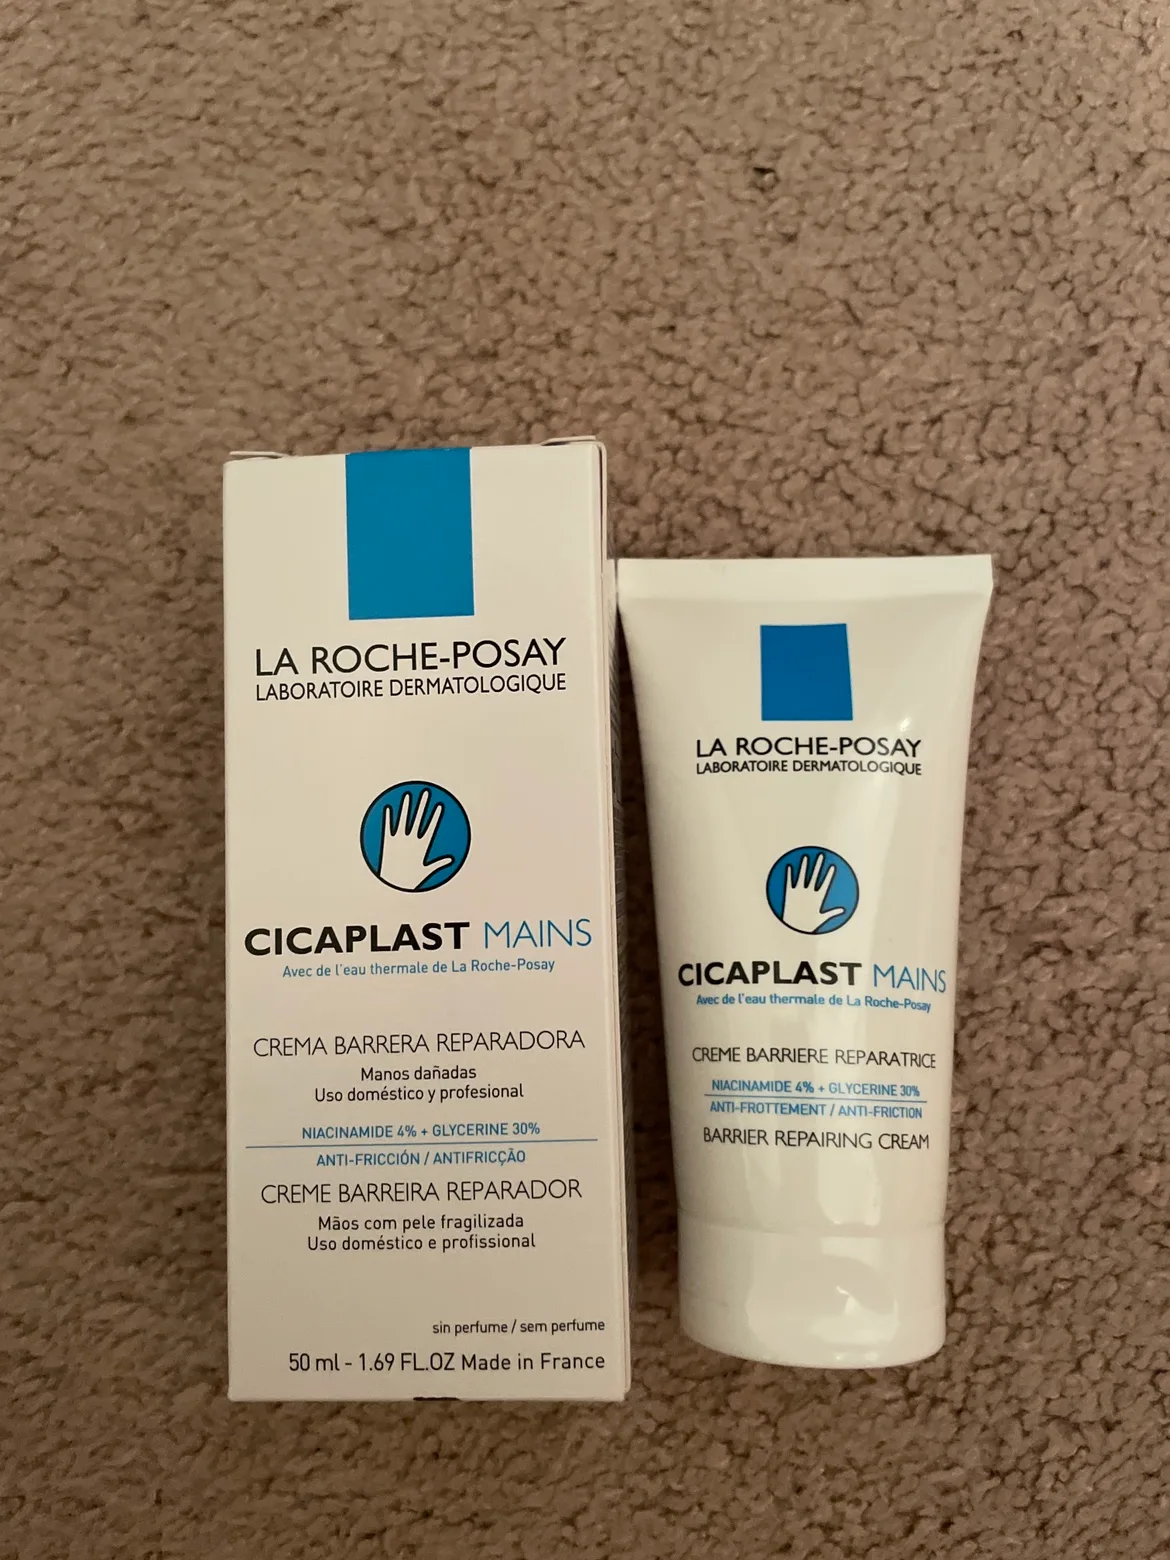 LA ROCHE-POSAY
LABORATOIRE DERMATOLOGIQUE
CICAPLAST MAINS
Avec de l'eau thermale de La Roche-Posay
CREMA BARRERA REPARADORA
Manos dañadas
Uso doméstico y profesional
NIACINAMIDE 4% + GLYCERINE 30%
ANTI-FRICCIÓN / ANTIFRICÇÃO
CREME BARREIRA REPARADOR
Mãos com pele fragilizada
Uso doméstico e profissional
sin perfume / sem perfume
50 ml - 1.69 FL.OZ Made in France
LA ROCHE-POSAY
LABORATOIRE DERMATOLOGIQUE
CICAPLAST MAINS
Avec de l'eau thermale de La Roche-Posay
CREME BARRIERE REPARATRICE
NIACINAMIDE 4% + GLYCERINE 30%
ANTI-FROTTEMENT / ANTI-FRICTION
BARRIER REPAIRING CREAM